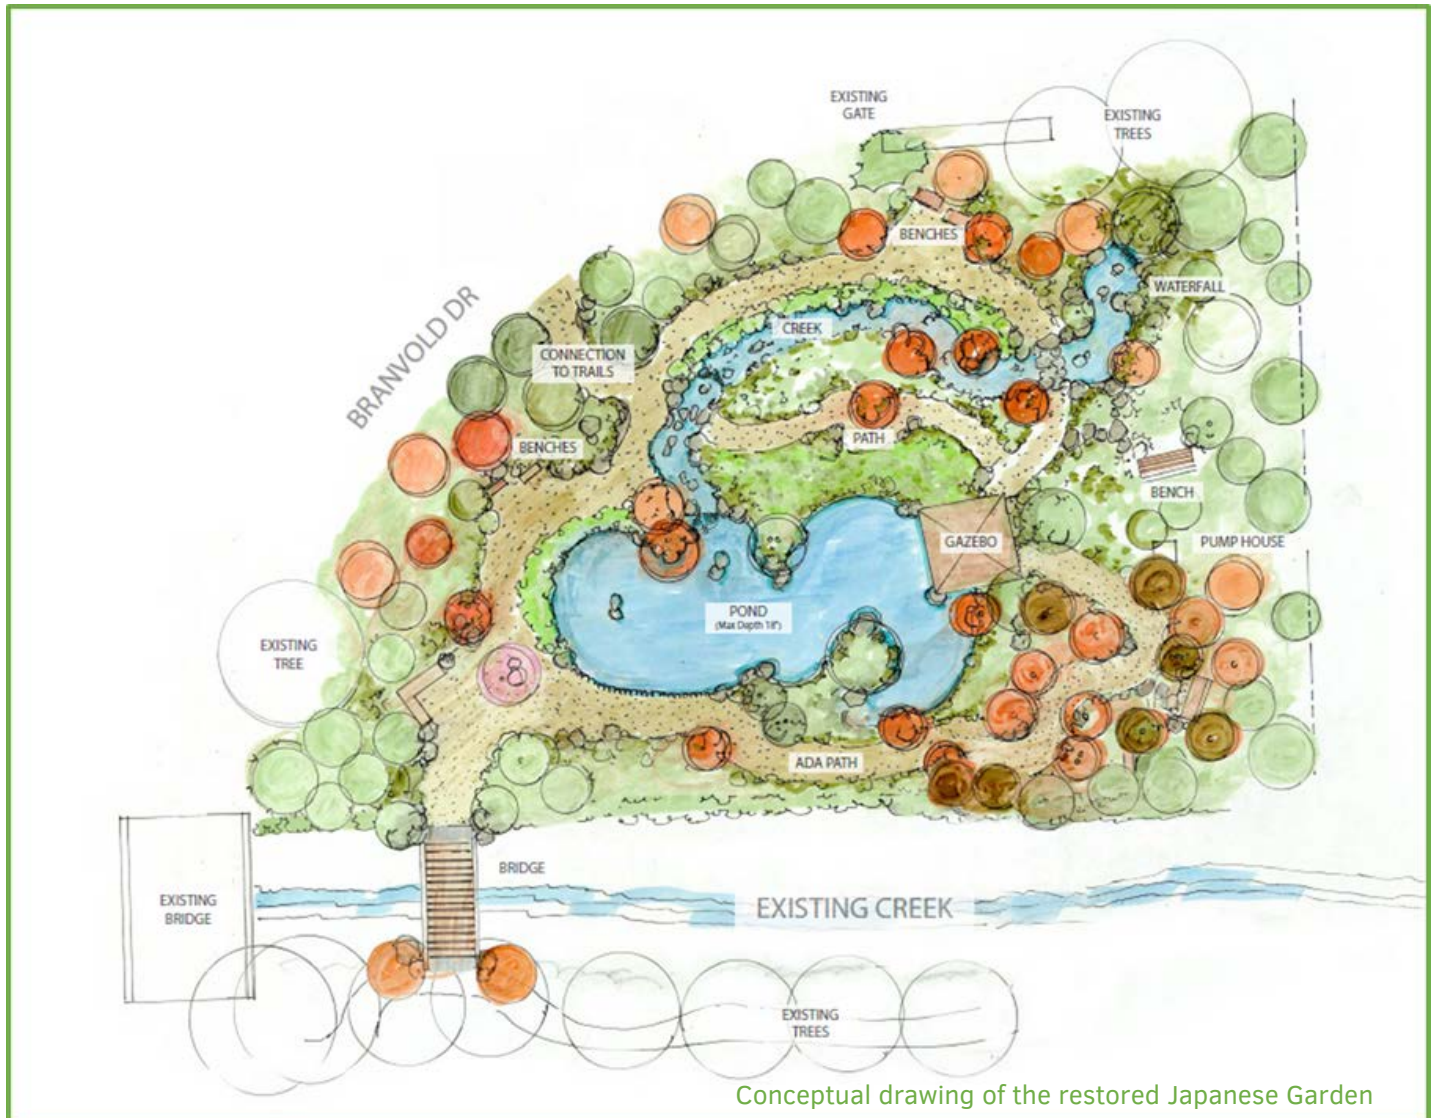 EXISTING
GATE
EXISTING
TREES
BENCHES
WATERFALL
CREEK
BRANVOLD DR
CONNECTION
TO TRAILS
PATH
BENCHES
BENCH
GAZEBO
PUMP HOUSE
POND
(Max Depth 18")
EXISTING
TREE
ADA PATH
BRIDGE
EXISTING
BRIDGE
EXISTING CREEK
EXISTING
TREES
Conceptual drawing of the restored Japanese Garden